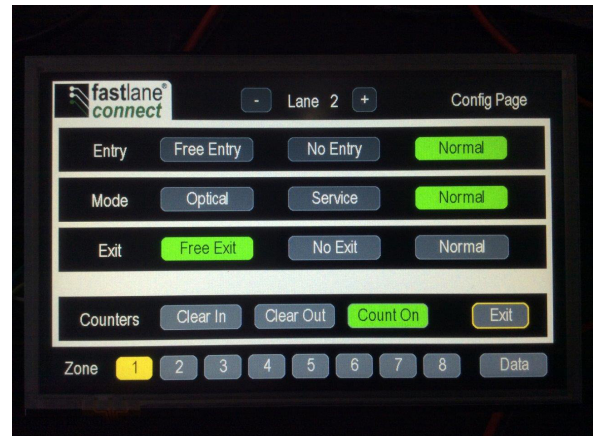 fastlane®
connect
- Lane 2 + Config Page
Entry Free Entry No Entry Normal
Mode Optical Service Normal
Exit Free Exit No Exit Normal
Counters Clear In Clear Out Count On Exit
Zone 1 2 3 4 5 6 7 8 Data